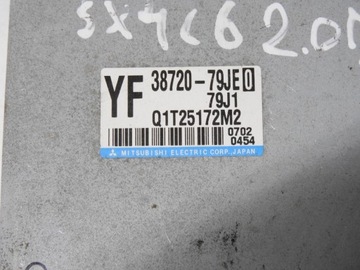 SX4 C6 2.0
YF 38720-79JE0
79J1
Q1T25172M2
0702
0454
MITSUBISHI ELECTRIC CORP. JAPAN